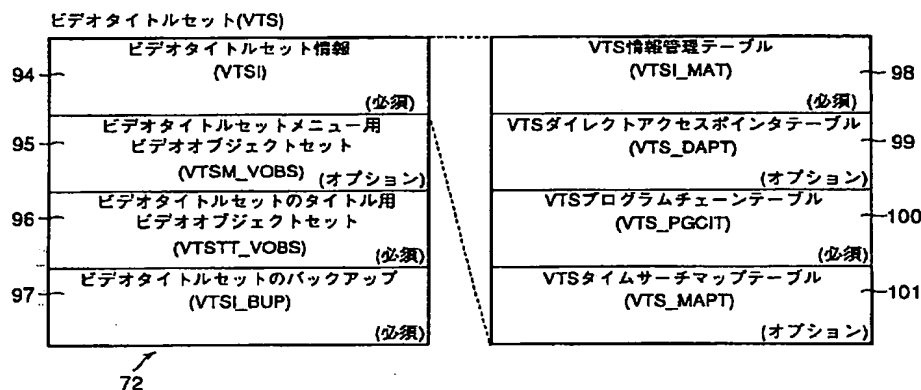 ビデオタイトルセット(VTS)
94
ビデオタイトルセット情報
(VTSI)
(必須)
95
ビデオタイトルセットメニュー用
ビデオオブジェクトセット
(VTSM_VOBS)
(オプション)
96
ビデオタイトルセットのタイトル用
ビデオオブジェクトセット
(VTSTT_VOBS)
(必須)
97
ビデオタイトルセットのバックアップ
(VTSI_BUP)
(必須)
72
VTS情報管理テーブル
(VTSI_MAT)
(必須)
98
VTSダイレクトアクセスポインタテーブル
(VTS_DAPT)
(オプション)
99
VTSプログラムチェーンテーブル
(VTS_PGCIT)
(必須)
100
VTSタイムサーチマップテーブル
(VTS_MAPT)
(オプション)
101